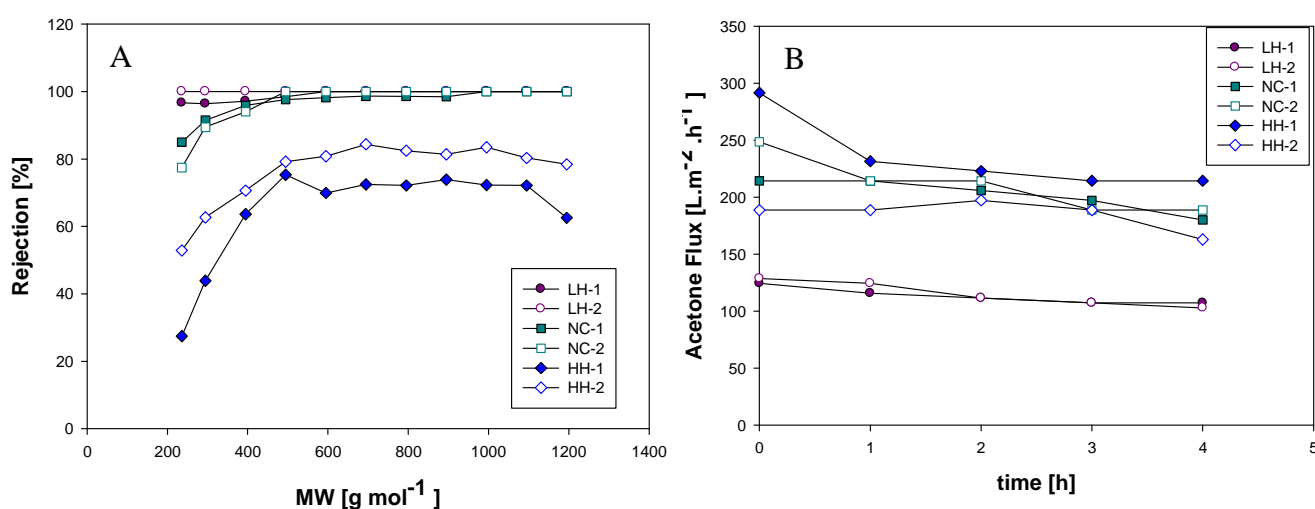 A
Rejection [%]
120
100
80
60
40
20
0
0 200 400 600 800 1000 1200 1400
MW [g mol-1 ]
LH-1
LH-2
NC-1
NC-2
HH-1
HH-2
B
Acetone Flux [L.m-2 .h-1]
350
300
250
200
150
100
50
0
0 1 2 3 4 5
time [h]
LH-1
LH-2
NC-1
NC-2
HH-1
HH-2